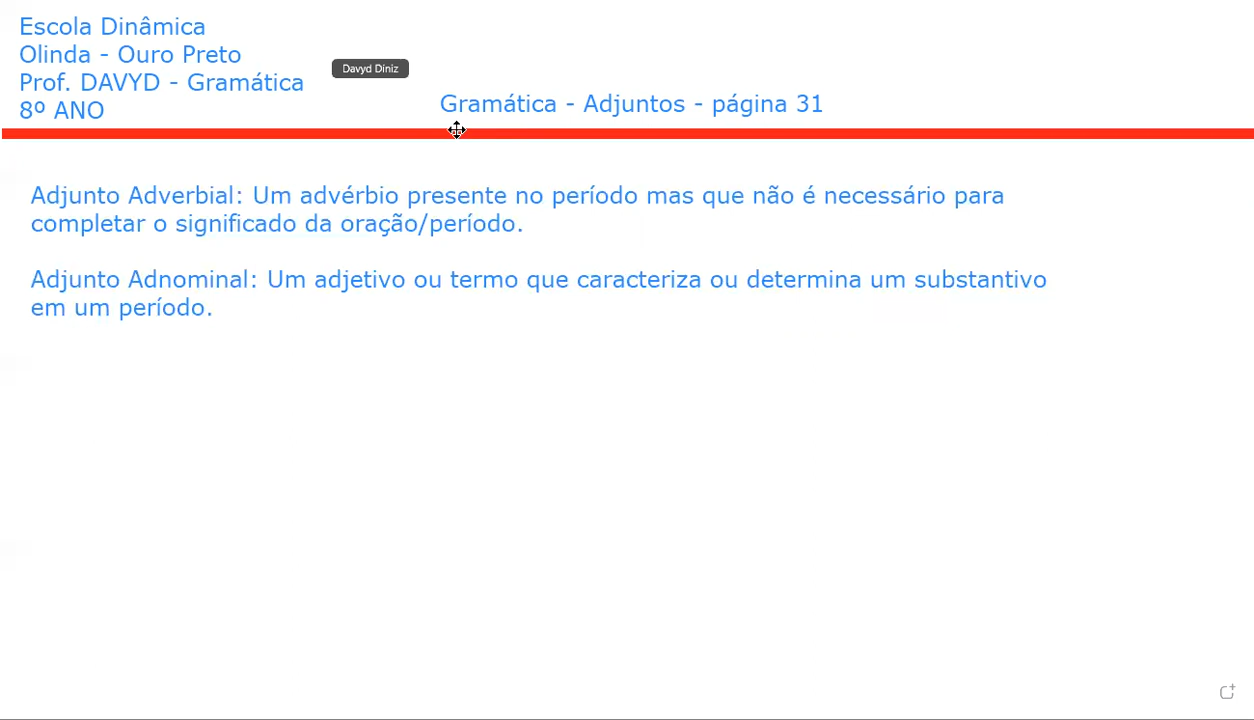 Escola Dinâmica
Olinda - Ouro Preto
Prof. DAVYD - Gramática
8º ANO
Davyd Diniz
Gramática - Adjuntos - página 31
Adjunto Adverbial: Um advérbio presente no período mas que não é necessário para
completar o significado da oração/período.
Adjunto Adnominal: Um adjetivo ou termo que caracteriza ou determina um substantivo
em um período.